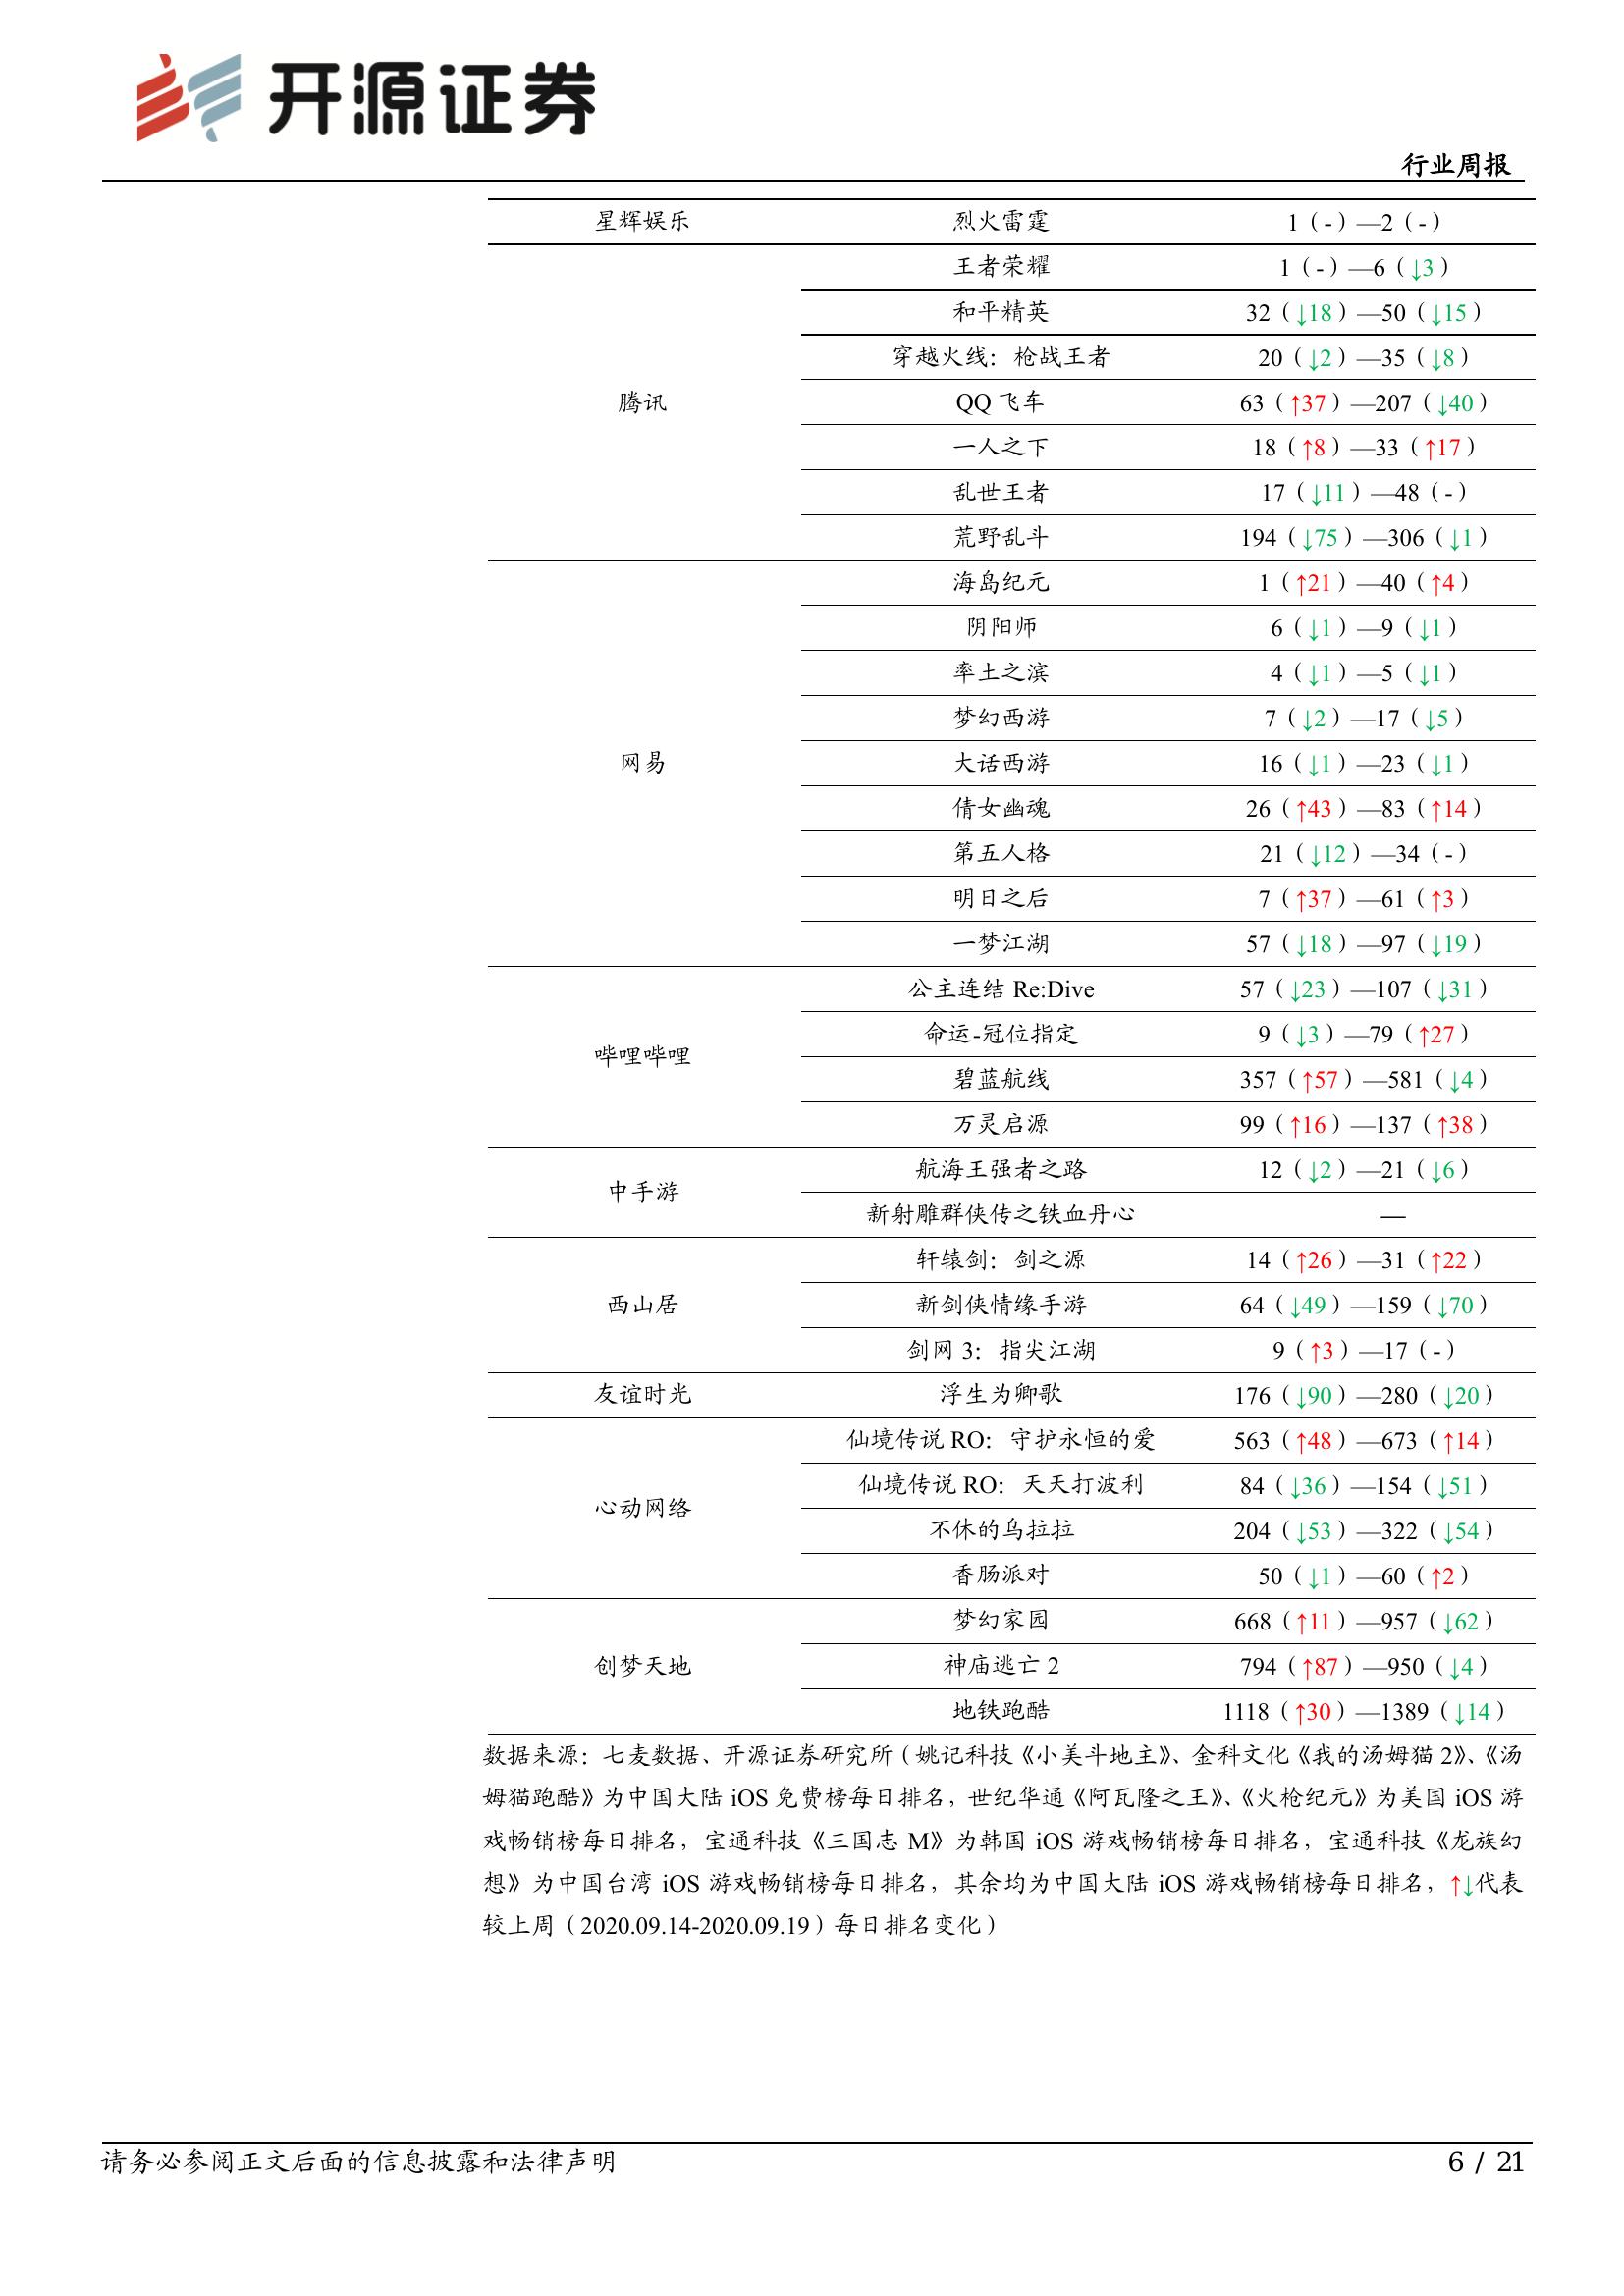 开源证券
行业周报
星辉娱乐 烈火雷霆 1（-）—2（-）
王者荣耀 1（-）—6（↓3）
和平精英 32（↓18）—50（↓15）
穿越火线：枪战王者 20（↓2）—35（↓8）
腾讯 QQ 飞车 63（↑37）—207（↓40）
一人之下 18（↑8）—33（↑17）
乱世王者 17（↓11）—48（-）
荒野乱斗 194（↓75）—306（↓1）
海岛纪元 1（↑21）—40（↑4）
阴阳师 6（↓1）—9（↓1）
率土之滨 4（↓1）—5（↓1）
梦幻西游 7（↓2）—17（↓5）
网易 大话西游 16（↓1）—23（↓1）
倩女幽魂 26（↑43）—83（↑14）
第五人格 21（↓12）—34（-）
明日之后 7（↑37）—61（↑3）
一梦江湖 57（↓18）—97（↓19）
公主连结 Re:Dive 57（↓23）—107（↓31）
哔哩哔哩 命运-冠位指定 9（↓3）—79（↑27）
碧蓝航线 357（↑57）—581（↓4）
万灵启源 99（↑16）—137（↑38）
中手游 航海王强者之路 12（↓2）—21（↓6）
新射雕群侠传之铁血丹心 —
轩辕剑：剑之源 14（↑26）—31（↑22）
西山居 新剑侠情缘手游 64（↓49）—159（↓70）
剑网 3：指尖江湖 9（↑3）—17（-）
友谊时光 浮生为卿歌 176（↓90）—280（↓20）
仙境传说 RO：守护永恒的爱 563（↑48）—673（↑14）
仙境传说 RO：天天打波利 84（↓36）—154（↓51）
心动网络 不休的乌拉拉 204（↓53）—322（↓54）
香肠派对 50（↓1）—60（↑2）
梦幻家园 668（↑11）—957（↓62）
创梦天地 神庙逃亡 2 794（↑87）—950（↓4）
地铁跑酷 1118（↑30）—1389（↓14）
数据来源：七麦数据、开源证券研究所（姚记科技《小美斗地主》、金科文化《我的汤姆猫 2》、《汤
姆猫跑酷》为中国大陆 iOS 免费榜每日排名，世纪华通《阿瓦隆之王》、《火枪纪元》为美国 iOS 游
戏畅销榜每日排名，宝通科技《三国志 M》为韩国 iOS 游戏畅销榜每日排名，宝通科技《龙族幻
想》为中国台湾 iOS 游戏畅销榜每日排名，其余均为中国大陆 iOS 游戏畅销榜每日排名，↑↓代表
较上周（2020.09.14-2020.09.19）每日排名变化）
请务必参阅正文后面的信息披露和法律声明
6 / 21